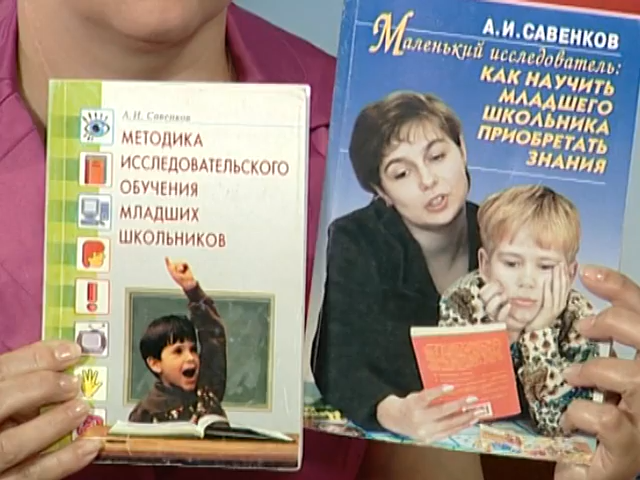 А.И. Савенков
МЕТОДИКА
ИССЛЕДОВАТЕЛЬСКОГО
ОБУЧЕНИЯ
МЛАДШИХ
ШКОЛЬНИКОВ
А.И.САВЕНКОВ
Маленький исследователь:
КАК НАУЧИТЬ
МЛАДШЕГО
ШКОЛЬНИКА
ПРИОБРЕТАТЬ
ЗНАНИЯ